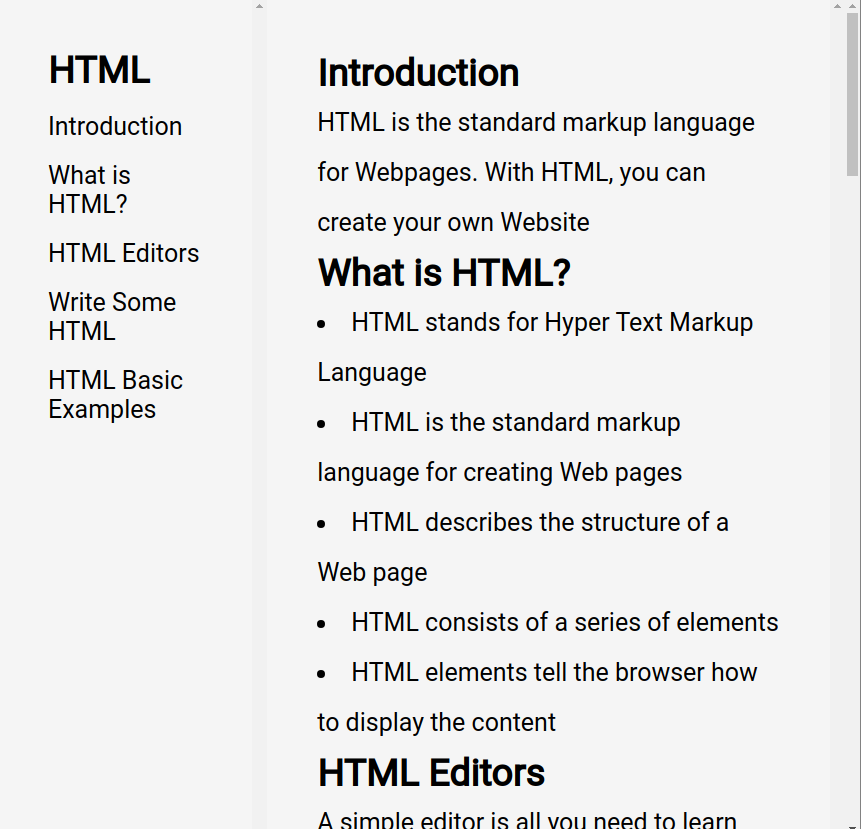 HTML
Introduction
What is
HTML?
HTML Editors
Write Some
HTML
HTML Basic
Examples
Introduction
HTML is the standard markup language
for Webpages. With HTML, you can
create your own Website
What is HTML?
• HTML stands for Hyper Text Markup
Language
• HTML is the standard markup
language for creating Web pages
• HTML describes the structure of a
Web page
• HTML consists of a series of elements
• HTML elements tell the browser how
to display the content
HTML Editors
A simple editor is all you need to learn